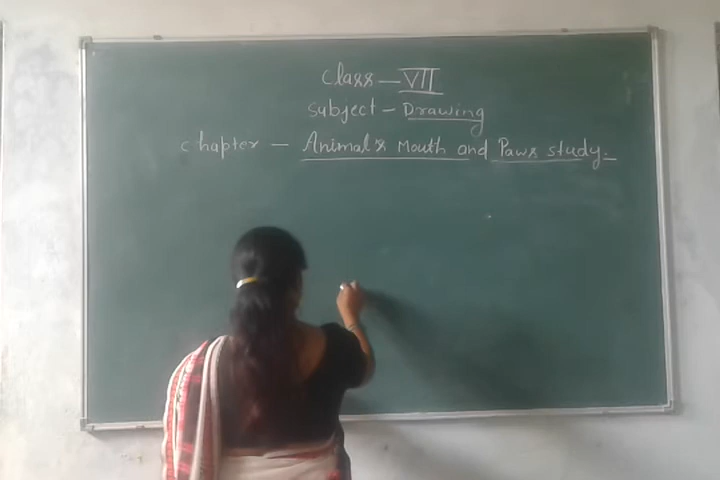 Class — VII
Subject — Drawing
Chapter — Animal's Mouth and Paws study.